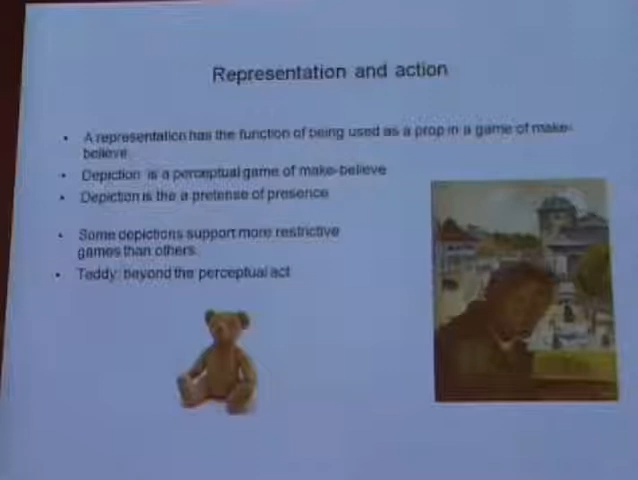 Representation and action
• A representation has the function of being used as a prop in a game of make-
believe.
• Depiction is a perceptual game of make-believe
• Depiction is the a pretense of presence
• Some depictions support more restrictive
games than others.
• Teddy: beyond the perceptual act